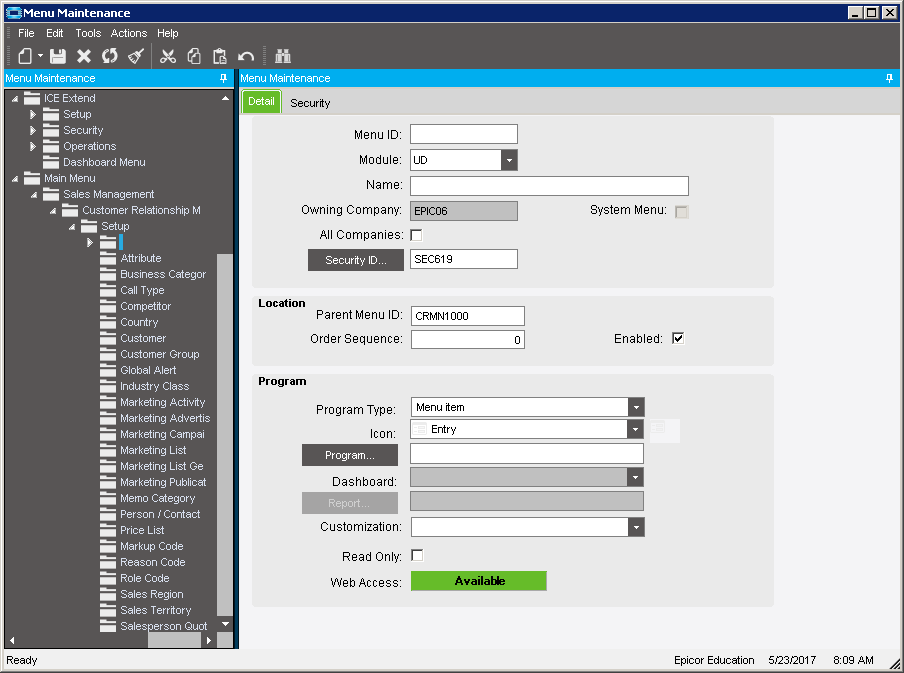 Menu Maintenance
File Edit Tools Actions Help
Menu Maintenance
Menu Maintenance
ICE Extend
Setup
Security
Operations
Dashboard Menu
Main Menu
Sales Management
Customer Relationship M
Setup
Attribute
Business Categor
Call Type
Competitor
Country
Customer
Customer Group
Global Alert
Industry Class
Marketing Activity
Marketing Advertis
Marketing Campai
Marketing List
Marketing List Ge
Marketing Publicat
Memo Category
Person / Contact
Price List
Markup Code
Reason Code
Role Code
Sales Region
Sales Territory
Salesperson Quot
Detail Security
Menu ID:
Module: UD
Name:
Owning Company: EPIC06 System Menu:
All Companies:
Security ID... SEC619
Location
Parent Menu ID: CRMN1000
Order Sequence: 0 Enabled:
Program
Program Type: Menu item
Icon: Entry
Program...
Dashboard:
Report...
Customization:
Read Only:
Web Access: Available
Ready Epicor Education 5/23/2017 8:09 AM